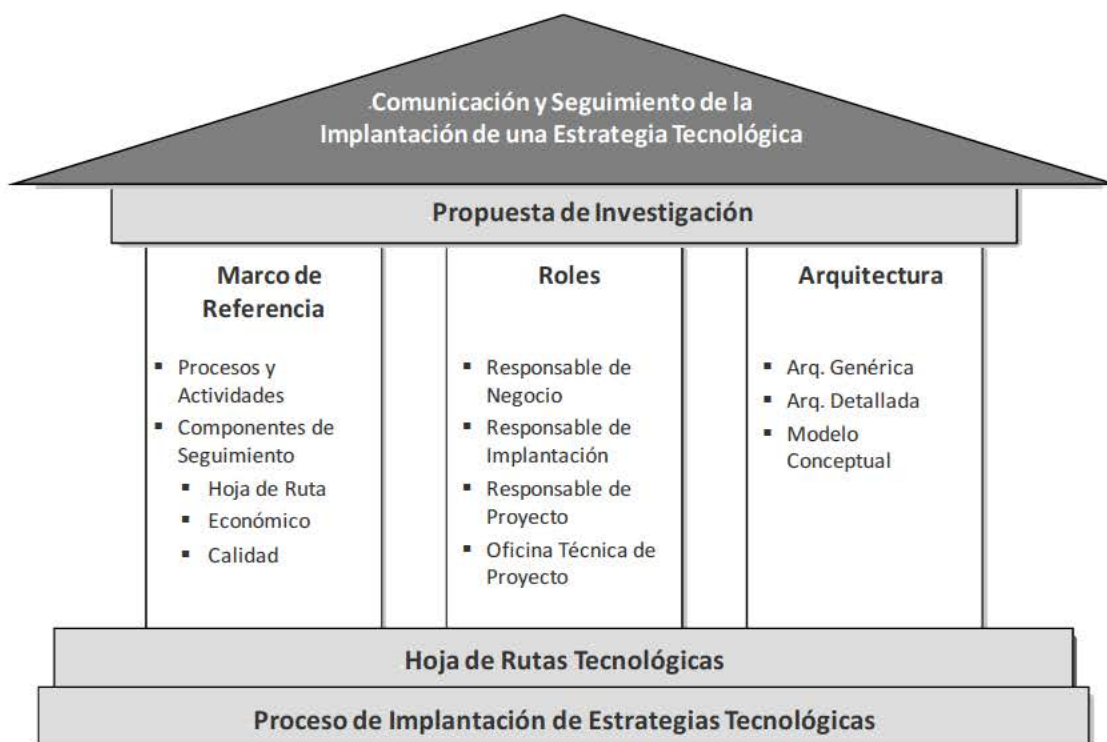 Comunicación y Seguimiento de la
Implantación de una Estrategia Tecnológica
Propuesta de Investigación
Marco de
Referencia
▪ Procesos y
Actividades
▪ Componentes de
Seguimiento
▪ Hoja de Ruta
▪ Económico
▪ Calidad
Roles
▪ Responsable de
Negocio
▪ Responsable de
Implantación
▪ Responsable de
Proyecto
▪ Oficina Técnica de
Proyecto
Arquitectura
▪ Arq. Genérica
▪ Arq. Detallada
▪ Modelo
Conceptual
Hoja de Rutas Tecnológicas
Proceso de Implantación de Estrategias Tecnológicas